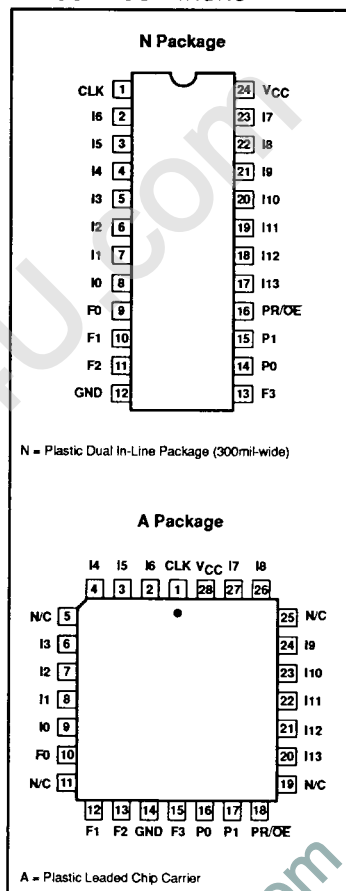 N Package
CLK 1 24 VCC
I6 2 23 I7
I5 3 22 I8
I4 4 21 I9
I3 5 20 I10
I2 6 19 I11
I1 7 18 I12
I0 8 17 I13
F0 9 16 PR/OE
F1 10 15 P1
F2 11 14 P0
GND 12 13 F3
N = Plastic Dual In-Line Package (300mil-wide)
A Package
I4 I5 I6 CLK VCC I7 I8
4 3 2 1 28 27 26
N/C 5 25 N/C
I3 6 24 I9
I2 7 23 I10
I1 8 22 I11
I0 9 21 I12
F0 10 20 I13
N/C 11 19 N/C
12 13 14 15 16 17 18
F1 F2 GND F3 P0 P1 PR/OE
A = Plastic Leaded Chip Carrier